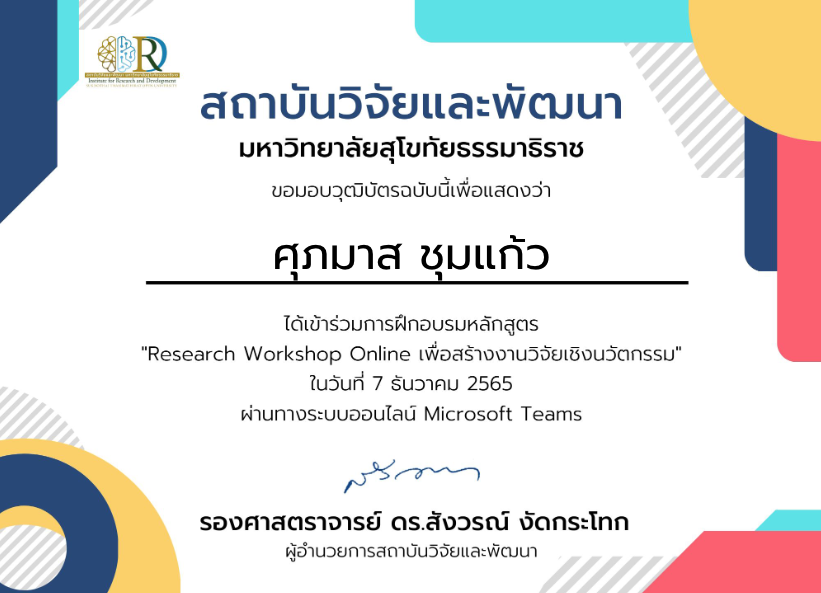 RD
Institute for Research and Development
สถาบันวิจัยและพัฒนา
มหาวิทยาลัยสุโขทัยธรรมาธิราช
ขอมอบวุฒิบัตรฉบับนี้เพื่อแสดงว่า
ศุภมาส ชุมแก้ว
ได้เข้าร่วมการฝึกอบรมหลักสูตร
"Research Workshop Online เพื่อสร้างงานวิจัยเชิงนวัตกรรม"
ในวันที่ 7 ธันวาคม 2565
ผ่านทางระบบออนไลน์ Microsoft Teams
รองศาสตราจารย์ ดร.สังวรณ์ งัดกระโทก
ผู้อำนวยการสถาบันวิจัยและพัฒนา